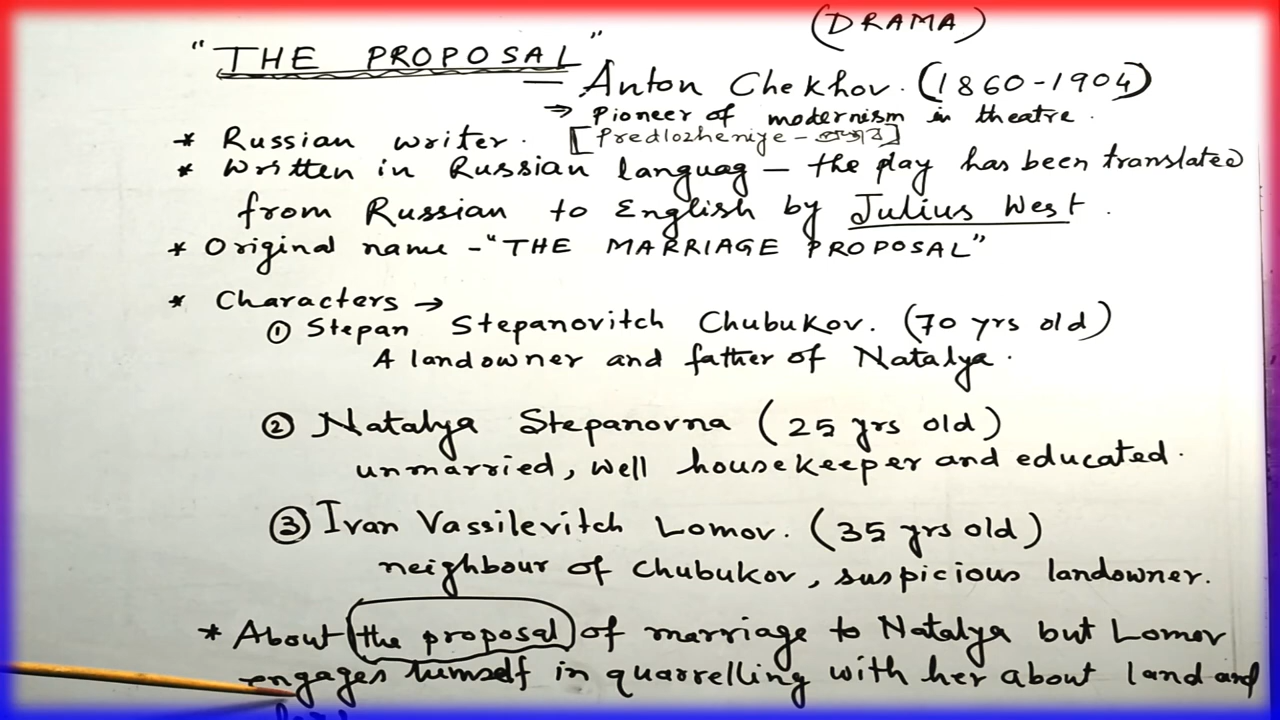 (DRAMA)
"THE PROPOSAL"
— Anton Chekhov. (1860-1904)
→ Pioneer of modernism in theatre.
* Russian writer. [Predlozheniye -
* Written in Russian languag — the play has been translated
from Russian to English by Julius West.
* Original name - "THE MARRIAGE PROPOSAL"
* Characters →
① Stepan Stepanovitch Chubukov. (70 yrs old)
A landowner and father of Natalya.
② Natalya Stepanovna (25 yrs old)
unmarried, well housekeeper and educated.
③ Ivan Vassilevitch Lomov. (35 yrs old)
neighbour of Chubukov, suspicious landowner.
* About the proposal of marriage to Natalya but Lomov
engages himself in quarrelling with her about land and